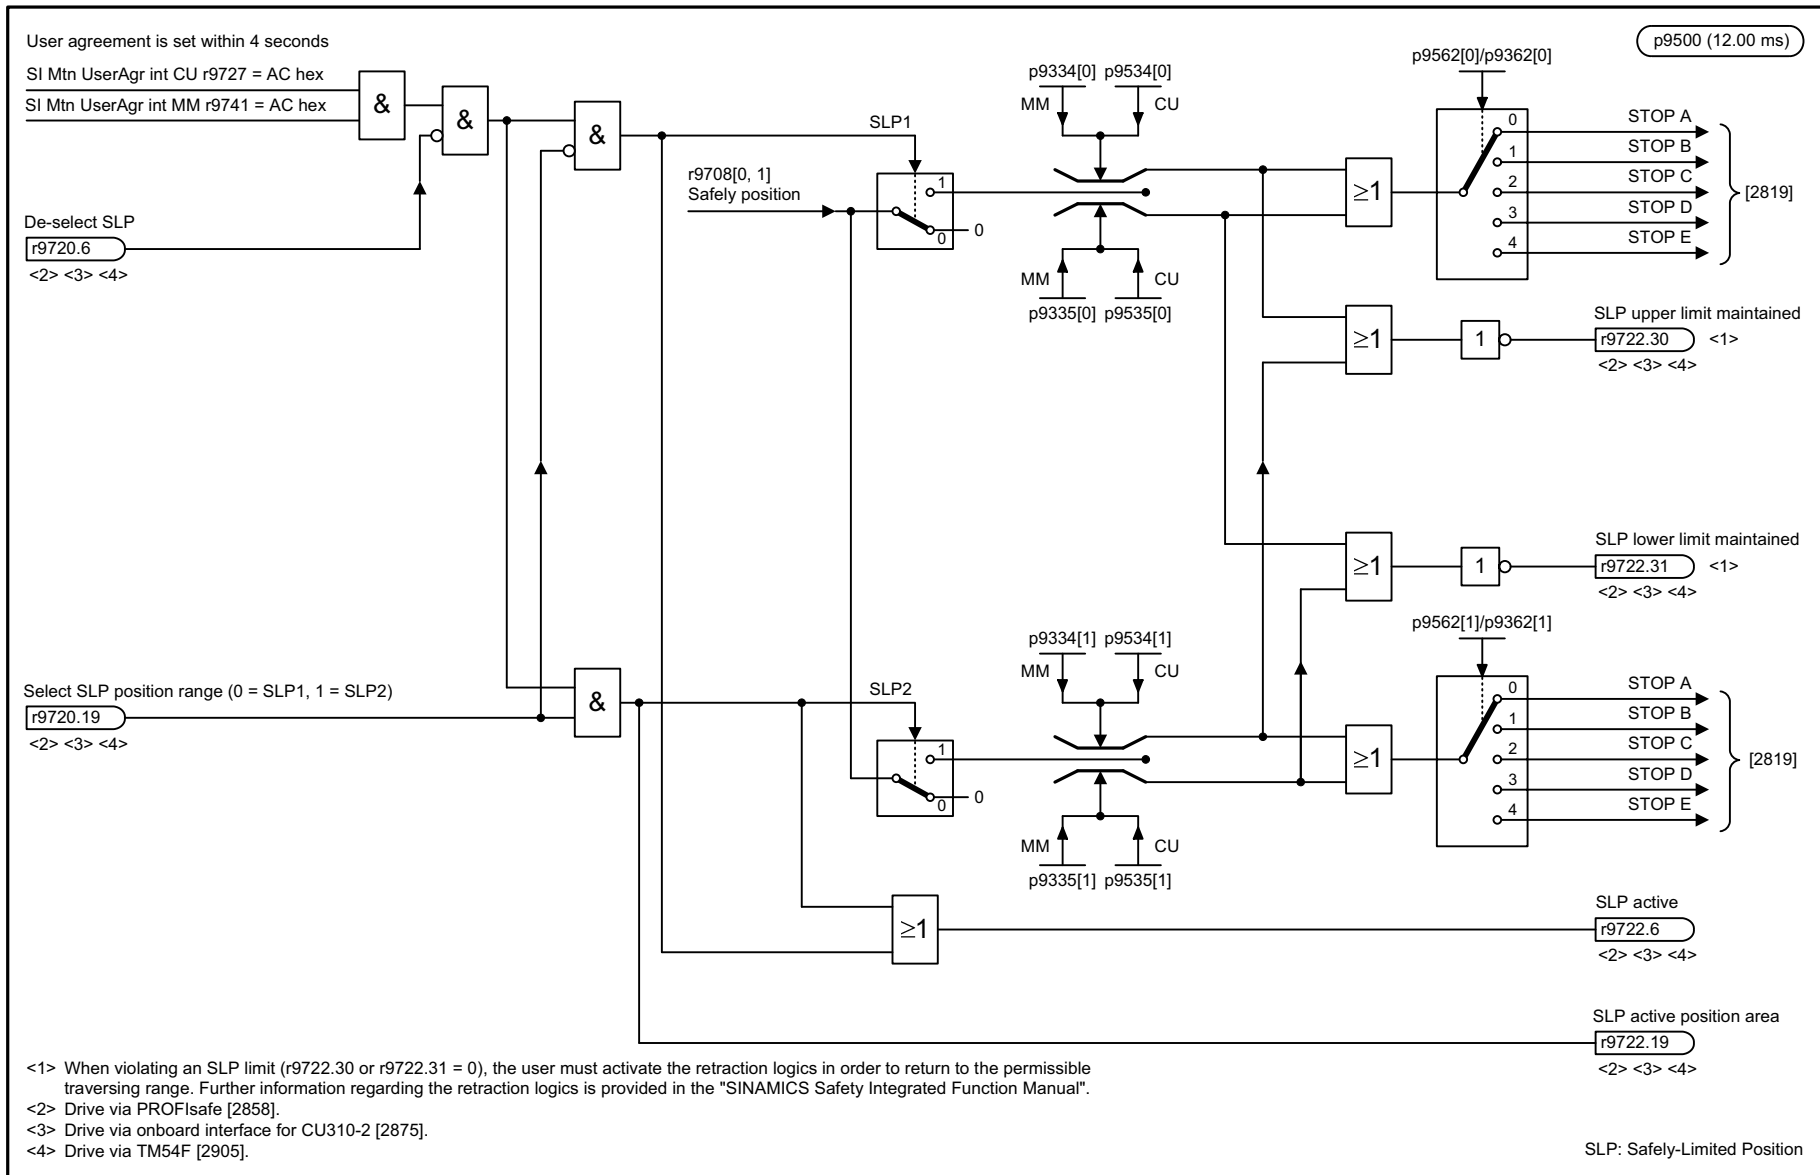 User agreement is set within 4 seconds
p9500 (12.00 ms)
SI Mtn UserAgr int CU r9727 = AC hex
SI Mtn UserAgr int MM r9741 = AC hex
&
&
&
De-select SLP
r9720.6
<2> <3> <4>
SLP1
r9708[0, 1]
Safely position
1
0
0
p9334[0] p9534[0]
MM CU
MM CU
p9335[0] p9535[0]
≥1
p9562[0]/p9362[0]
0 STOP A
1 STOP B
2 STOP C
3 STOP D
4 STOP E
[2819]
≥1
1
SLP upper limit maintained
r9722.30 <1>
<2> <3> <4>
≥1
1
SLP lower limit maintained
r9722.31 <1>
<2> <3> <4>
Select SLP position range (0 = SLP1, 1 = SLP2)
r9720.19
<2> <3> <4>
&
SLP2
1
0
0
p9334[1] p9534[1]
MM CU
MM CU
p9335[1] p9535[1]
≥1
p9562[1]/p9362[1]
0 STOP A
1 STOP B
2 STOP C
3 STOP D
4 STOP E
[2819]
≥1
SLP active
r9722.6
<2> <3> <4>
SLP active position area
r9722.19
<2> <3> <4>
<1> When violating an SLP limit (r9722.30 or r9722.31 = 0), the user must activate the retraction logics in order to return to the permissible
traversing range. Further information regarding the retraction logics is provided in the "SINAMICS Safety Integrated Function Manual".
<2> Drive via PROFIsafe [2858].
<3> Drive via onboard interface for CU310-2 [2875].
<4> Drive via TM54F [2905].
SLP: Safely-Limited Position